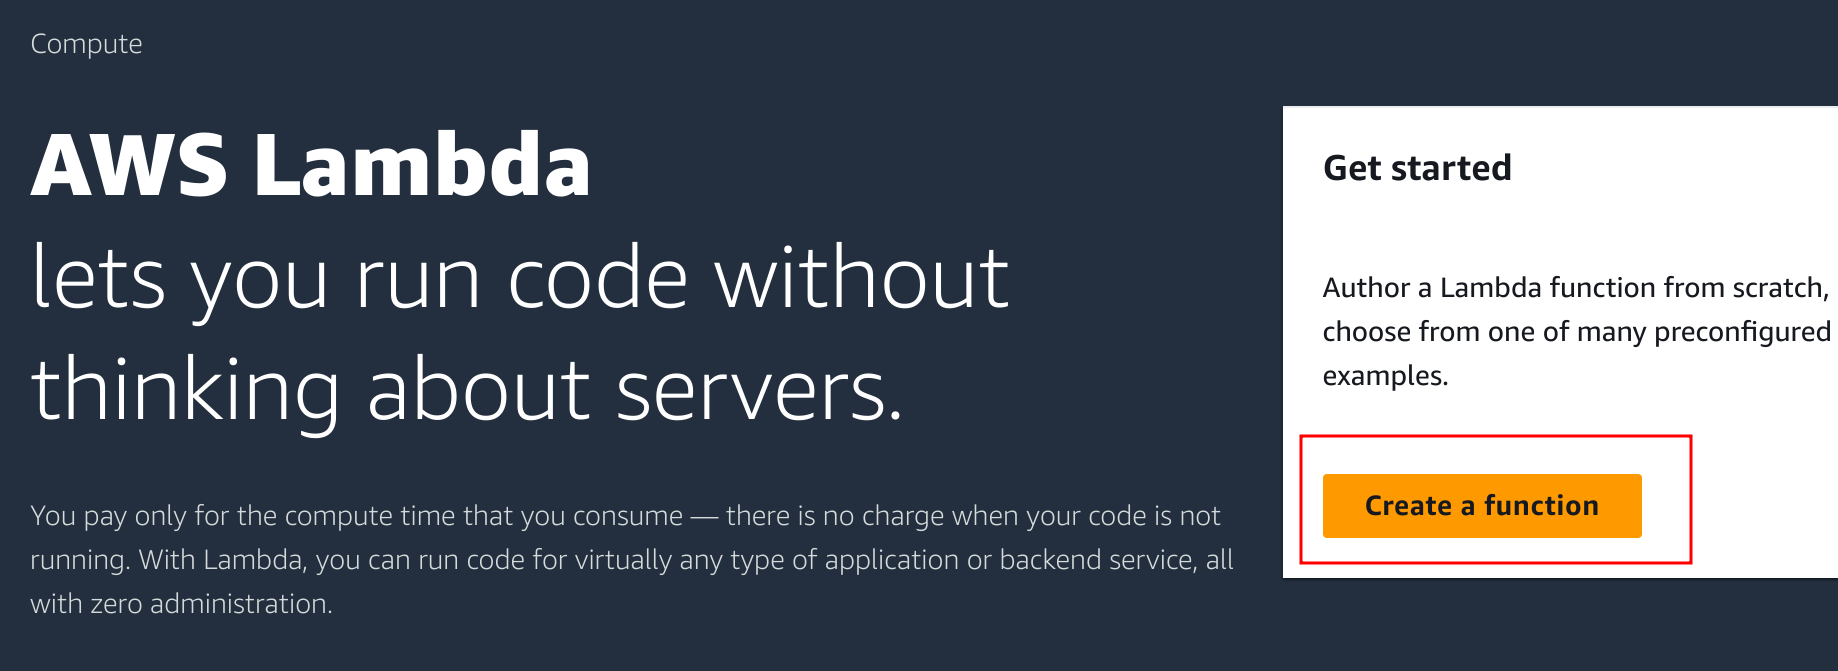 Compute
AWS Lambda
lets you run code without
thinking about servers.
You pay only for the compute time that you consume — there is no charge when your code is not
running. With Lambda, you can run code for virtually any type of application or backend service, all
with zero administration.
Get started
Author a Lambda function from scratch,
choose from one of many preconfigured
examples.
Create a function